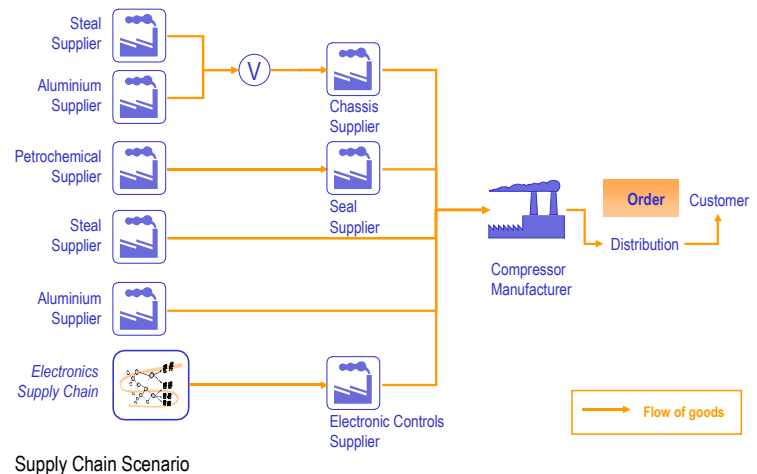 Steal
Supplier
Aluminium
Supplier
V
Chassis
Supplier
Petrochemical
Supplier
Seal
Supplier
Steal
Supplier
Order
Customer
Distribution
Compressor
Manufacturer
Aluminium
Supplier
Electronics
Supply Chain
Electronic Controls
Supplier
Flow of goods
Supply Chain Scenario